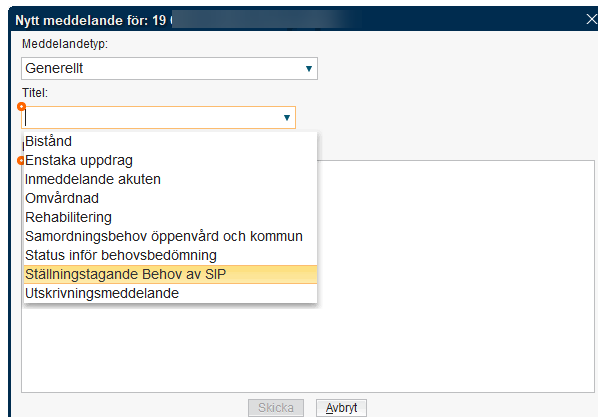 Nytt meddelande för: 19
Meddelandetyp:
Generellt
Titel:
Bistånd
Enstaka uppdrag
Inmeddelande akuten
Omvårdnad
Rehabilitering
Samordningsbehov öppenvård och kommun
Status inför behovsbedömning
Ställningstagande Behov av SIP
Utskrivningsmeddelande
Skicka
Avbryt